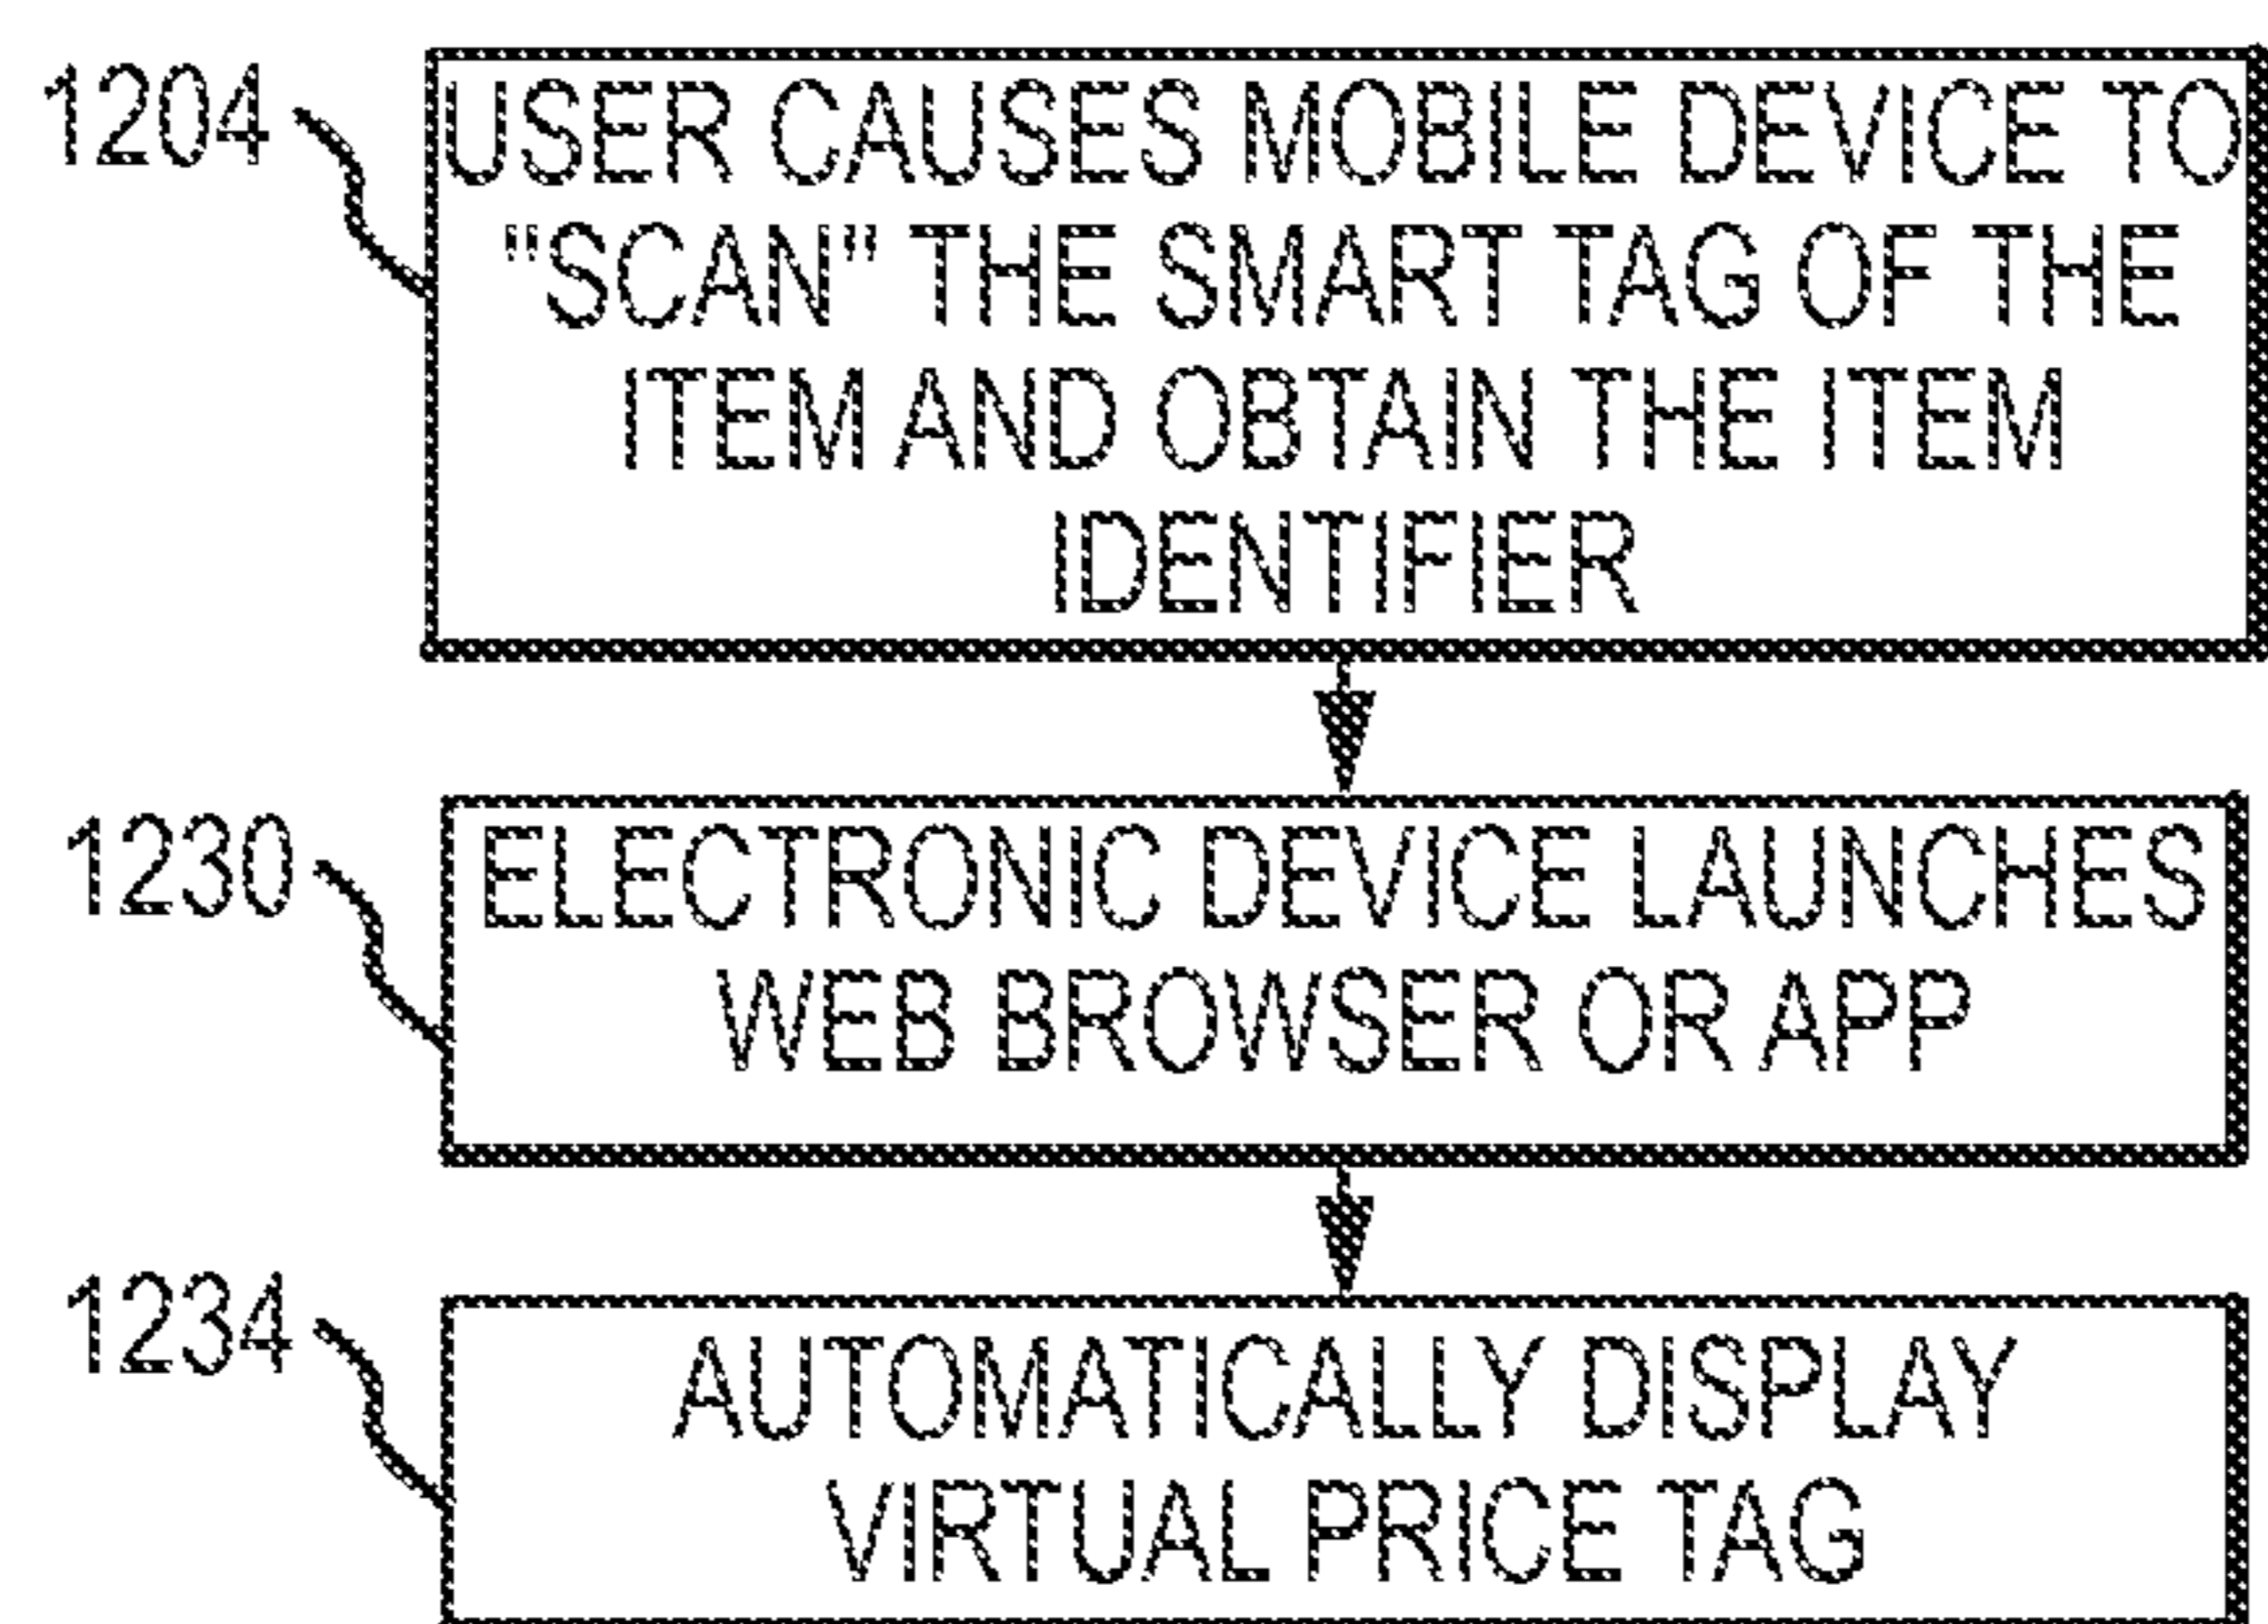 1204
USER CAUSES MOBILE DEVICE TO
"SCAN" THE SMART TAG OF THE
ITEM AND OBTAIN THE ITEM
IDENTIFIER
1230
ELECTRONIC DEVICE LAUNCHES
WEB BROWSER OR APP
1234
AUTOMATICALLY DISPLAY
VIRTUAL PRICE TAG